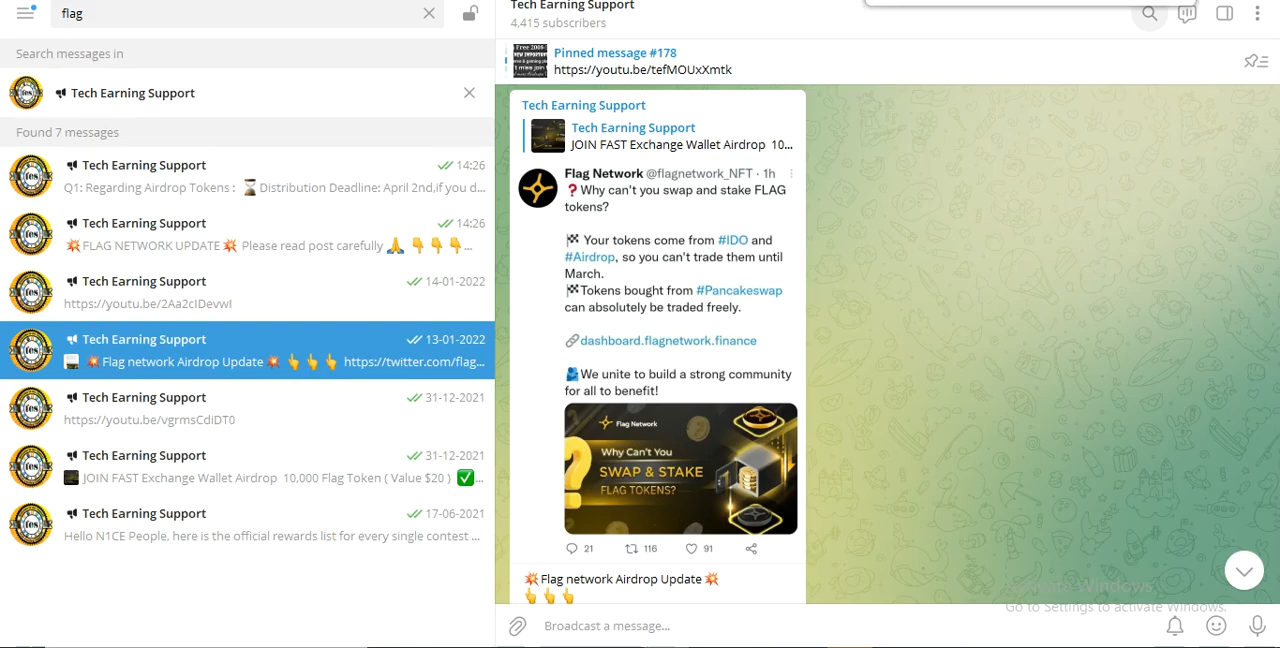 flag
Search messages in
Tech Earning Support
Found 7 messages
Tech Earning Support 14:26
Q1: Regarding Airdrop Tokens : ⏳Distribution Deadline: April 2nd,if you d...
Tech Earning Support 14:26
💥FLAG NETWORK UPDATE💥 Please read post carefully 🙏 👇 👇 👇...
Tech Earning Support 14-01-2022
https://youtu.be/2Aa2cIDevwI
Tech Earning Support 13-01-2022
💥Flag network Airdrop Update💥 👆 👆 👆 https://twitter.com/flag...
Tech Earning Support 31-12-2021
https://youtu.be/vgrmsCdiDT0
Tech Earning Support 31-12-2021
JOIN FAST Exchange Wallet Airdrop 10,000 Flag Token ( Value $20 ) ✅...
Tech Earning Support 17-06-2021
Hello N1CE People, here is the official rewards list for every single contest ...
Tech Earning Support
4,415 subscribers
Pinned message #178
https://youtu.be/tefMOUxXmtk
Tech Earning Support
Tech Earning Support
JOIN FAST Exchange Wallet Airdrop 10...
Flag Network @flagnetwork_NFT · 1h
❓Why can't you swap and stake FLAG
tokens?
🏁 Your tokens come from #IDO and
#Airdrop, so you can't trade them until
March.
🏁Tokens bought from #Pancakeswap
can absolutely be traded freely.
🔗dashboard.flagnetwork.finance
🫂We unite to build a strong community
for all to benefit!
Flag Network
Why Can't You
SWAP & STAKE
FLAG TOKENS?
21 116 91
💥Flag network Airdrop Update💥
👆 👆 👆
Activate Windows
Go to Settings to activate Windows.
Broadcast a message...